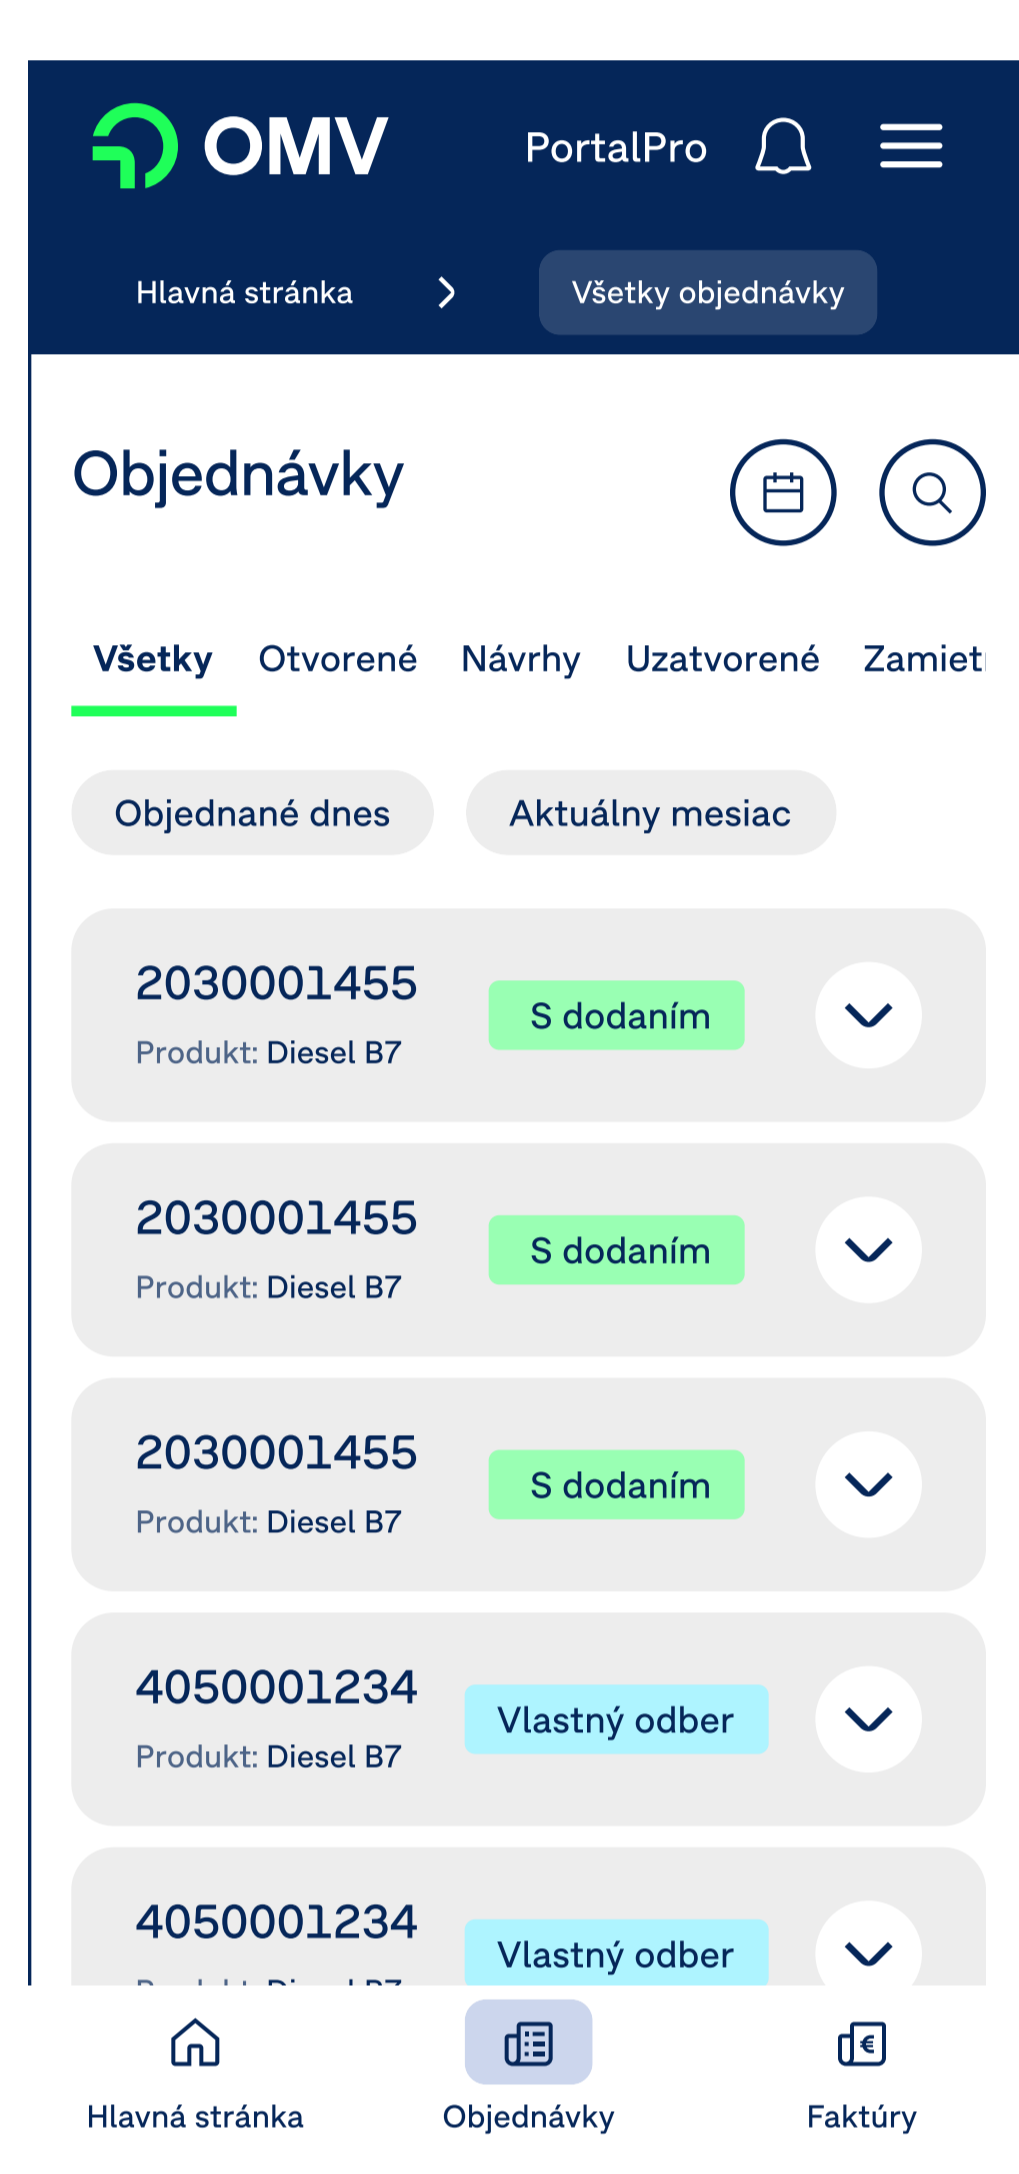 OMV PortalPro
Hlavná stránka Všetky objednávky
Objednávky
Všetky Otvorené Návrhy Uzatvorené
Objednané dnes Aktuálny mesiac
2030001455
S dodaním
Produkt: Diesel B7
2030001455
S dodaním
Produkt: Diesel B7
2030001455
S dodaním
Produkt: Diesel B7
4050001234
Vlastný odber
Produkt: Diesel B7
4050001234
Vlastný odber
Hlavná stránka Objednávky Faktúry